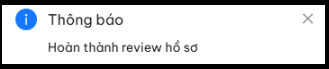 Thông báo
Hoàn thành review hồ sơ